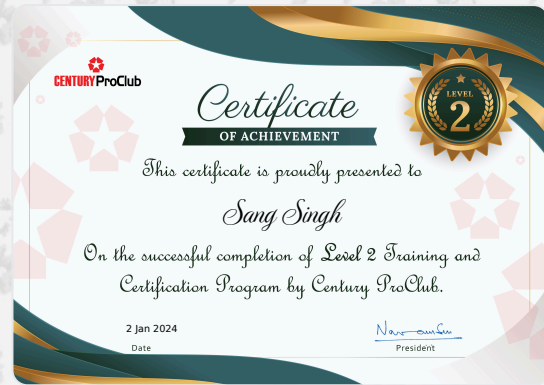 CENTURY ProClub
Certificate
OF ACHIEVEMENT
LEVEL
2
This certificate is proudly presented to
Sang Singh
On the successful completion of Level 2 Training and
Certification Program by Century ProClub.
2 Jan 2024
Date
President